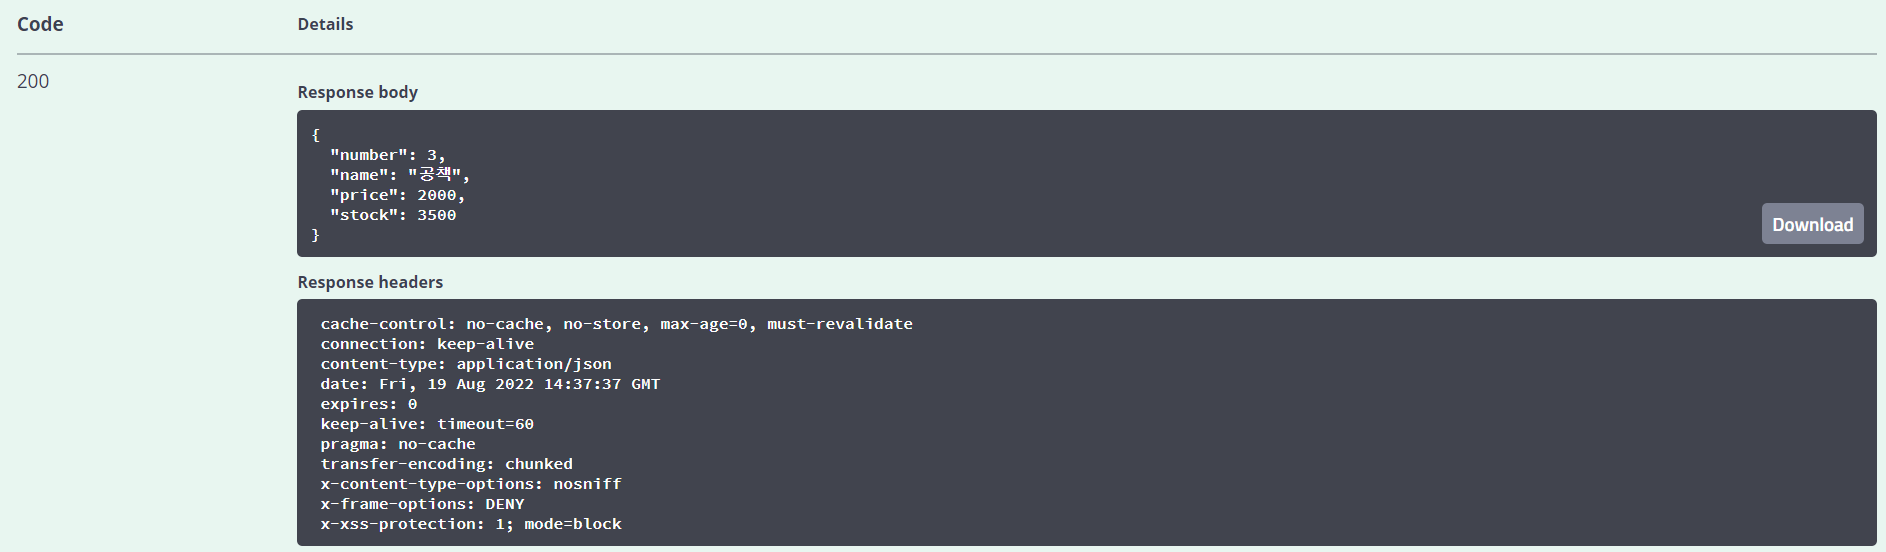 Code Details
200
Response body
{
  "number": 3,
  "name": "공책",
  "price": 2000,
  "stock": 3500
}
Download
Response headers
cache-control: no-cache, no-store, max-age=0, must-revalidate
connection: keep-alive
content-type: application/json
date: Fri, 19 Aug 2022 14:37:37 GMT
expires: 0
keep-alive: timeout=60
pragma: no-cache
transfer-encoding: chunked
x-content-type-options: nosniff
x-frame-options: DENY
x-xss-protection: 1; mode=block